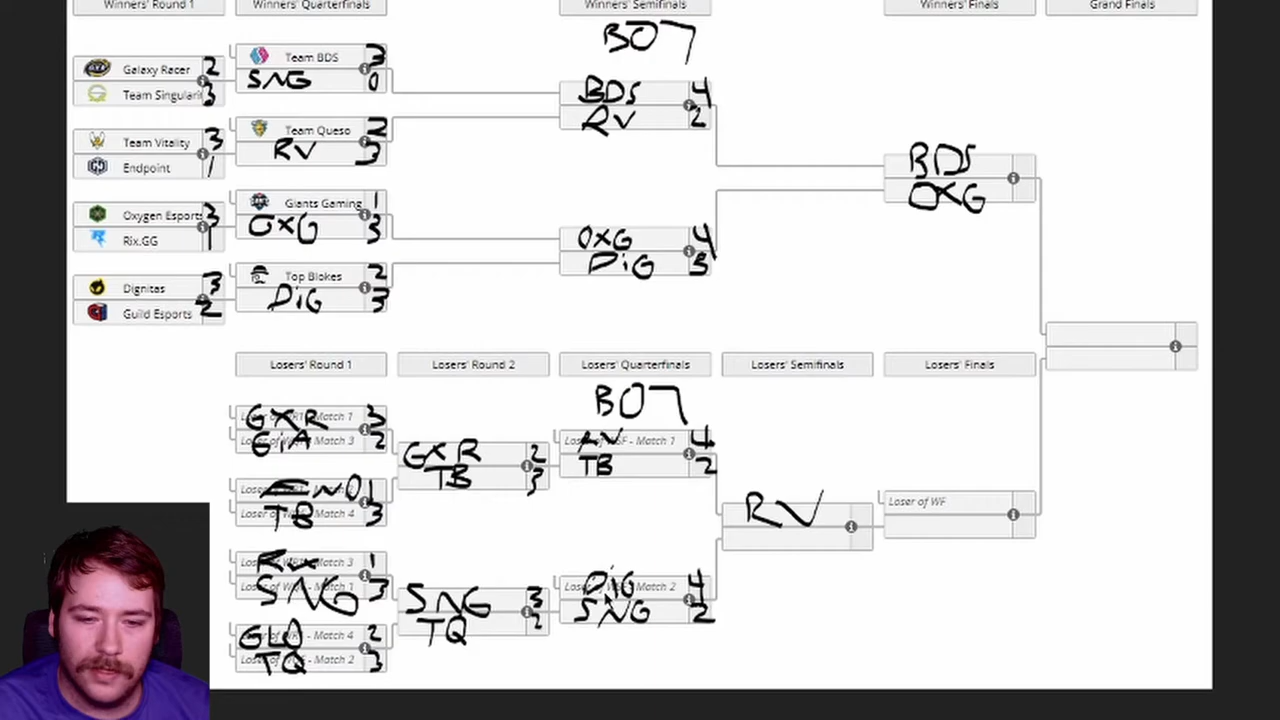 Winners' Round 1
Winners' Quarterfinals
Winners' Semifinals
Winners' Finals
Grand Finals
BO7
Galaxy Racer 2
Team Singulari 3
Team Vitality 3
Endpoint 1
Oxygen Esports 3
Rix.GG 1
Dignitas 3
Guild Esports 2
Team BDS 3
SNG 0
Team Queso 2
RV 3
Giants Gaming 1
OXG 3
Top Blokes 2
DiG 3
BDS 4
RV 2
OXG 4
DiG 3
BDS
OXG
Losers' Round 1
Losers' Round 2
Losers' Quarterfinals
Losers' Semifinals
Losers' Finals
BO7
GXR 3
GiA 2
END 1
TB 3
Rix 1
SNG 3
GLD 2
TQ 3
GXR 2
TB 3
SNG 3
TQ 2
RV 4
TB 2
DiG 4
SNG 2
RV
Loser of WF